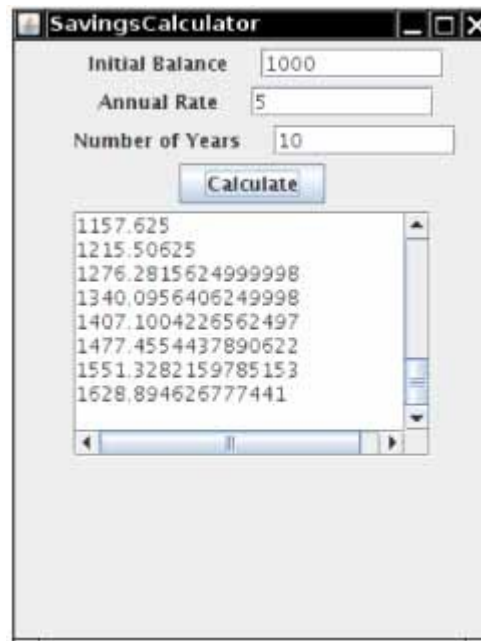 SavingsCalculator
Initial Balance 1000
Annual Rate 5
Number of Years 10
Calculate
1157.625
1215.50625
1276.2815624999998
1340.0956406249998
1407.1004226562497
1477.4554437890622
1551.3282159785153
1628.894626777441